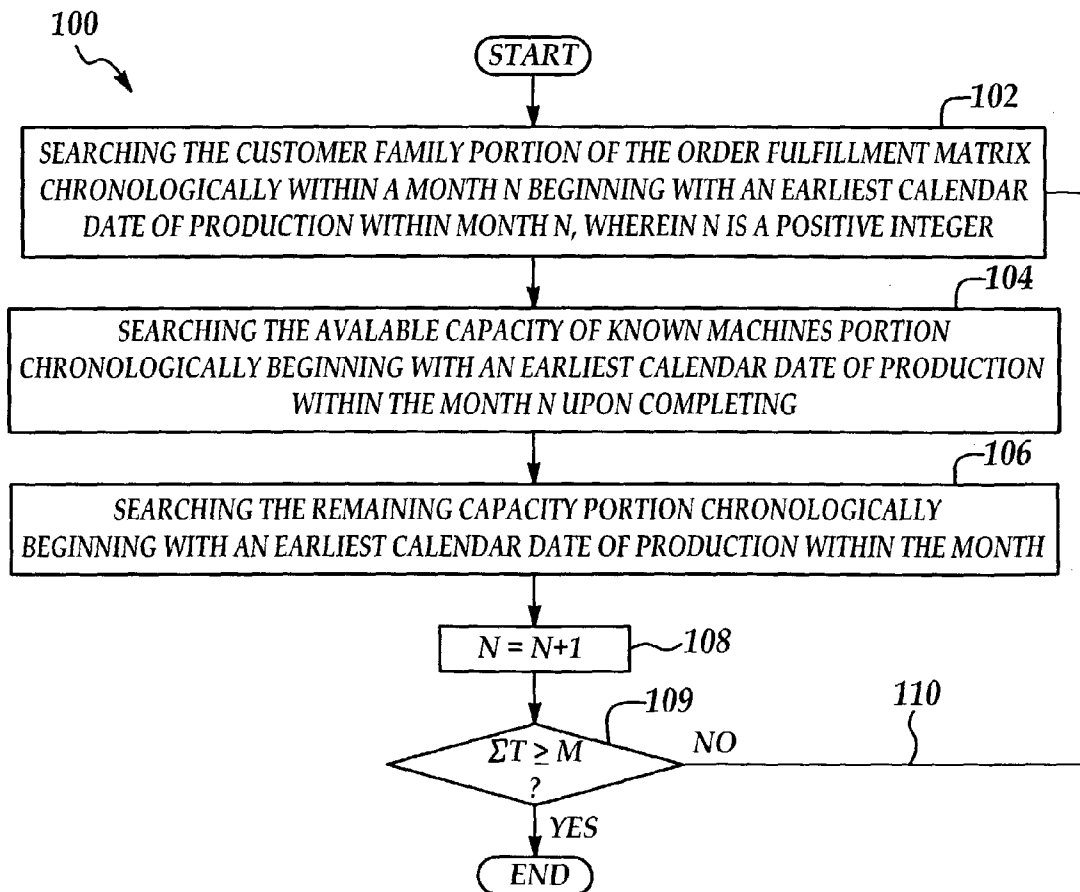 100
START
102
SEARCHING THE CUSTOMER FAMILY PORTION OF THE ORDER FULFILLMENT MATRIX
CHRONOLOGICALLY WITHIN A MONTH N BEGINNING WITH AN EARLIEST CALENDAR
DATE OF PRODUCTION WITHIN MONTH N, WHEREIN N IS A POSITIVE INTEGER
104
SEARCHING THE AVALABLE CAPACITY OF KNOWN MACHINES PORTION
CHRONOLOGICALLY BEGINNING WITH AN EARLIEST CALENDAR DATE OF PRODUCTION
WITHIN THE MONTH N UPON COMPLETING
106
SEARCHING THE REMAINING CAPACITY PORTION CHRONOLOGICALLY
BEGINNING WITH AN EARLIEST CALENDAR DATE OF PRODUCTION WITHIN THE MONTH
N = N+1
108
109
ΣT ≥ M
?
NO
110
YES
END